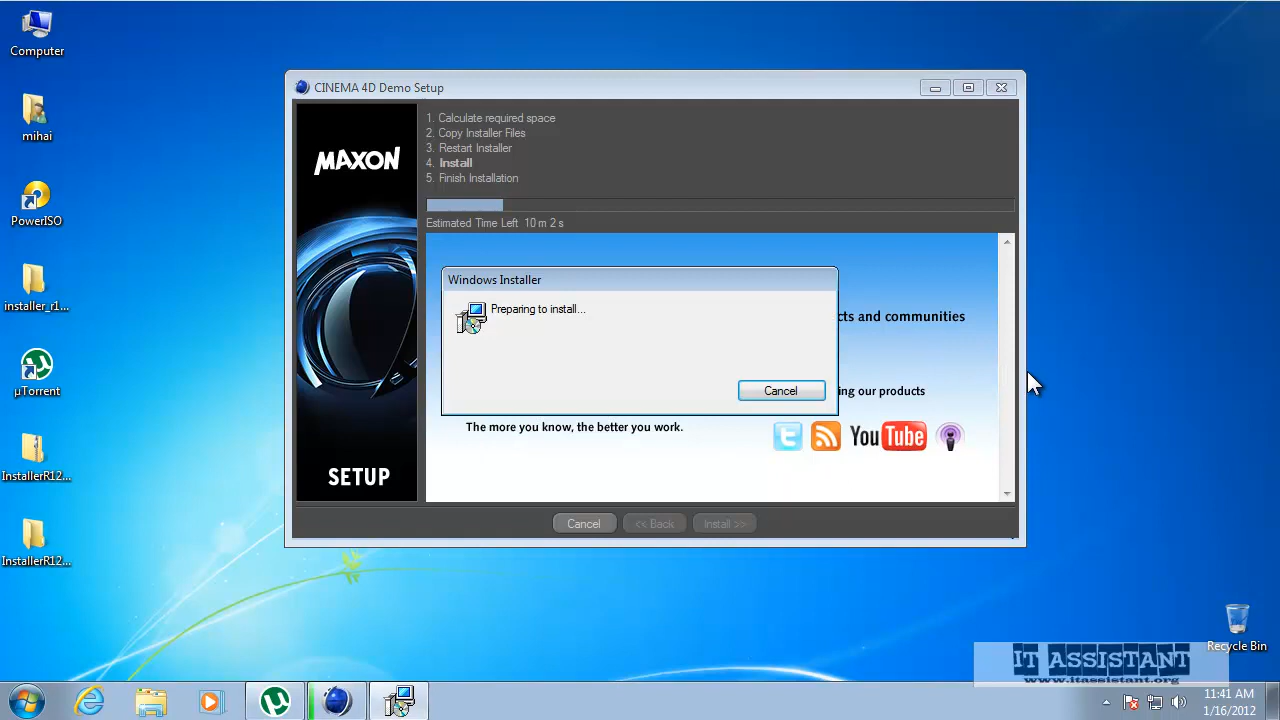 Computer
mihai
PowerISO
installer_r1...
µTorrent
InstallerR12...
InstallerR12...
CINEMA 4D Demo Setup
MAXON
SETUP
1. Calculate required space
2. Copy Installer Files
3. Restart Installer
4. Install
5. Finish Installation
Estimated Time Left 10 m 2 s
Windows Installer
Preparing to install...
Cancel
cts and communities
ing our products
The more you know, the better you work.
YouTube
Cancel
<< Back
Install >>
Recycle Bin
IT ASSISTANT
www.itassistant.org
11:41 AM
1/16/2012